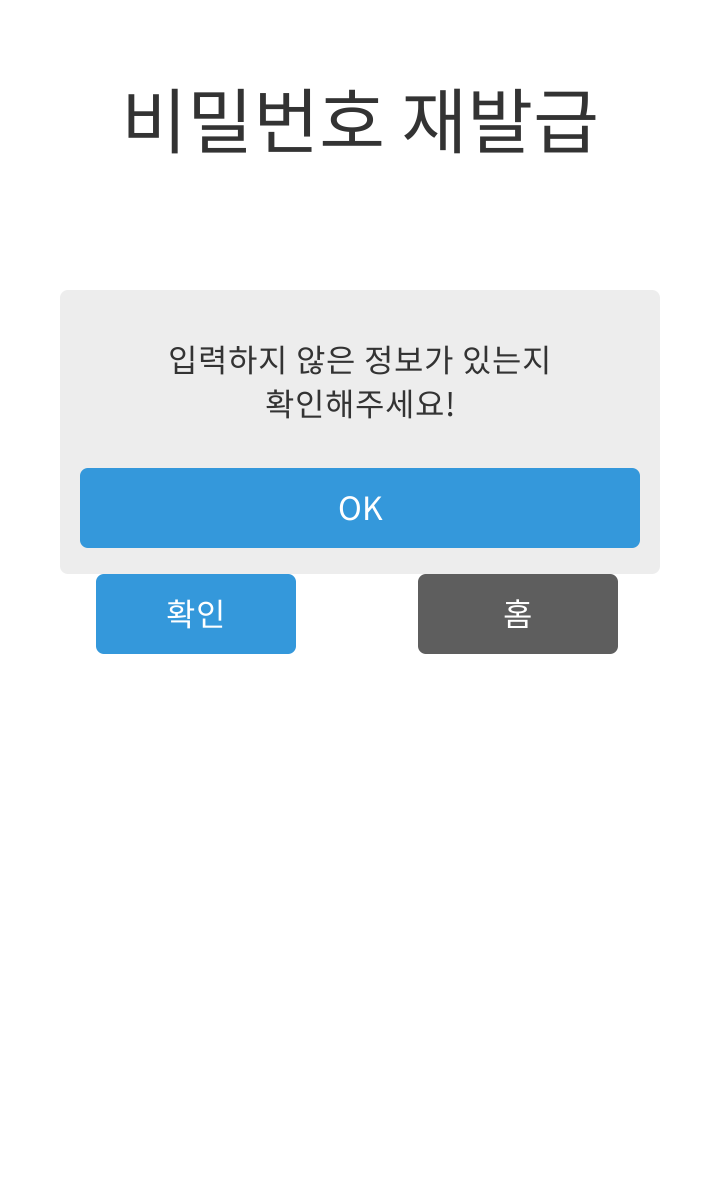 비밀번호 재발급
입력하지 않은 정보가 있는지
확인해주세요!
OK
확인
홈